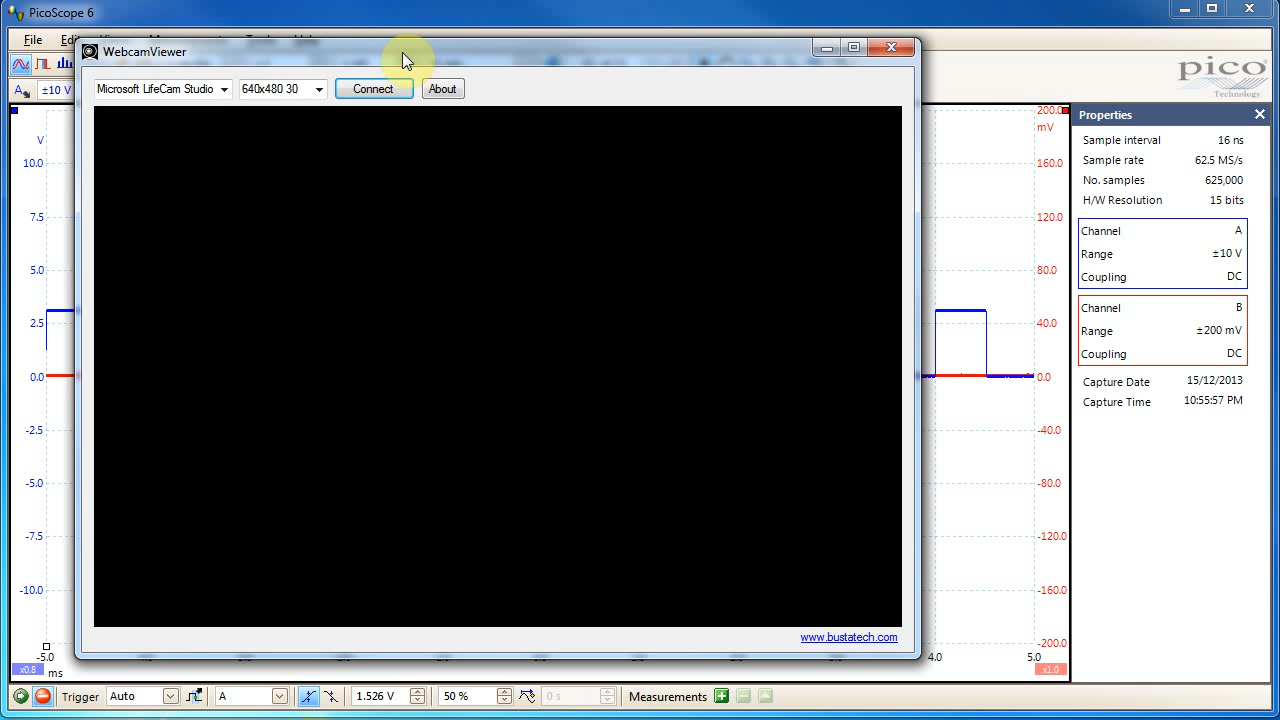 PicoScope 6
File
WebcamViewer
Microsoft LifeCam Studio 640x480 30 Connect About
A ±10 V
pico
Technology
V
10.0
7.5
5.0
2.5
0.0
-2.5
-5.0
-7.5
-10.0
200.0
mV
160.0
120.0
80.0
40.0
0.0
-40.0
-80.0
-120.0
-160.0
-200.0
www.bustatech.com
-5.0 4.0 5.0
x0.8 ms x1.0
Properties
Sample interval 16 ns
Sample rate 62.5 MS/s
No. samples 625,000
H/W Resolution 15 bits
Channel A
Range ±10 V
Coupling DC
Channel B
Range ±200 mV
Coupling DC
Capture Date 15/12/2013
Capture Time 10:55:57 PM
Trigger Auto A 1.526 V 50 % 0 s Measurements